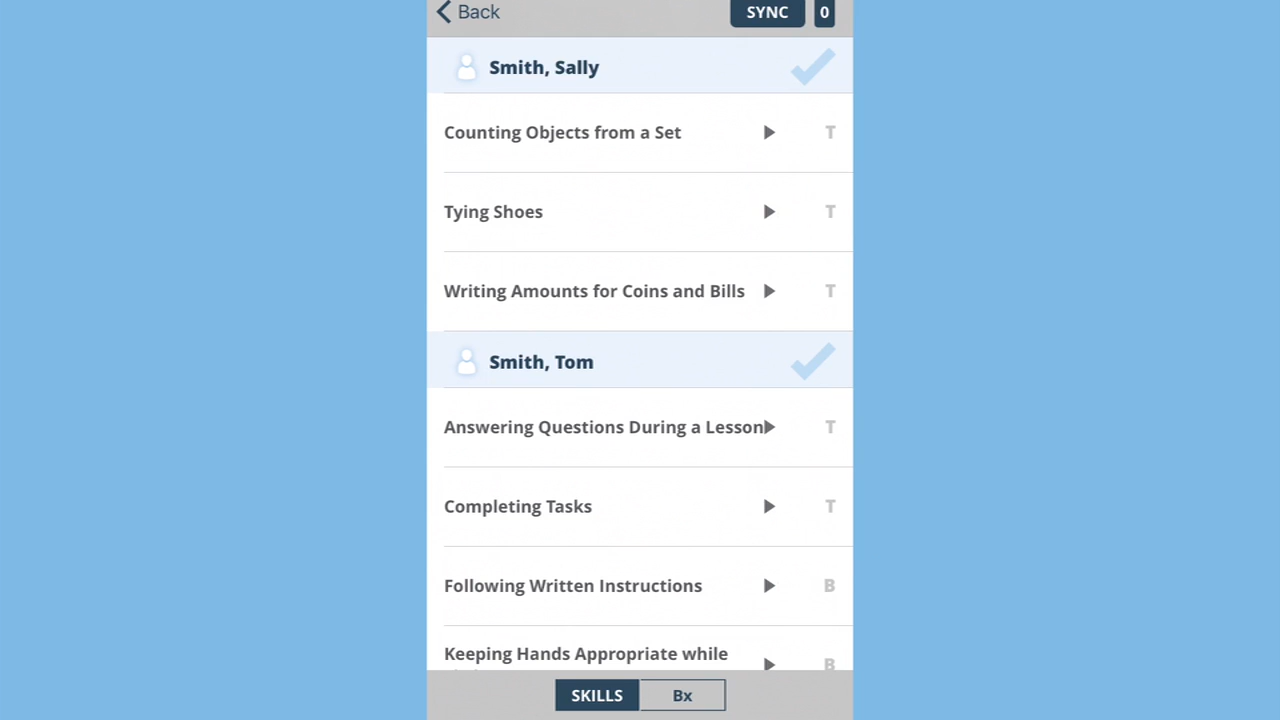 Back
SYNC 0
Smith, Sally
Counting Objects from a Set T
Tying Shoes T
Writing Amounts for Coins and Bills T
Smith, Tom
Answering Questions During a Lesson T
Completing Tasks T
Following Written Instructions B
Keeping Hands Appropriate while B
SKILLS Bx